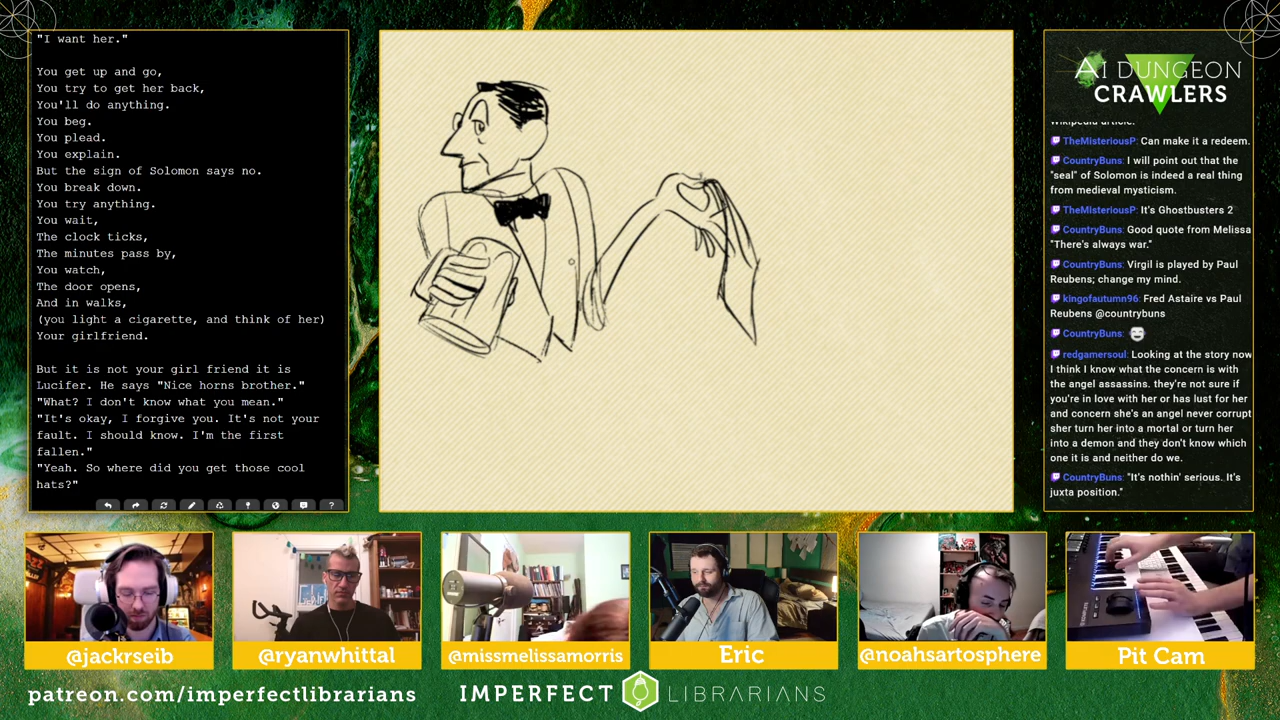 "I want her."
You get up and go,
You try to get her back,
You'll do anything.
You beg.
You plead.
You explain.
But the sign of Solomon says no.
You break down.
You try anything.
You wait,
The clock ticks,
The minutes pass by,
You watch,
The door opens,
And in walks,
(you light a cigarette, and think of her)
Your girlfriend.
But it is not your girl friend it is
Lucifer. He says "Nice horns brother."
"What? I don't know what you mean."
"It's okay, I forgive you. It's not your
fault. I should know. I'm the first
fallen."
"Yeah. So where did you get those cool
hats?"
AI DUNGEON
CRAWLERS
Wikipedia article.
TheMisteriousP: Can make it a redeem.
CountryBuns: I will point out that the
"seal" of Solomon is indeed a real thing
from medieval mysticism.
TheMisteriousP: It's Ghostbusters 2
CountryBuns: Good quote from Melissa
"There's always war."
CountryBuns: Virgil is played by Paul
Reubens; change my mind.
kingofautumn96: Fred Astaire vs Paul
Reubens @countrybuns
CountryBuns:
redgamersoul: Looking at the story now
I think I know what the concern is with
the angel assassins. they're not sure if
you're in love with her or has lust for her
and concern she's an angel never corrupt
sher turn her into a mortal or turn her
into a demon and they don't know which
one it is and neither do we.
CountryBuns: "It's nothin' serious. It's
juxta position."
@jackrseib
@ryanwhittal
@missmelissamorris
Eric
@noahsartosphere
Pit Cam
patreon.com/imperfectlibrarians
IMPERFECT LIBRARIANS